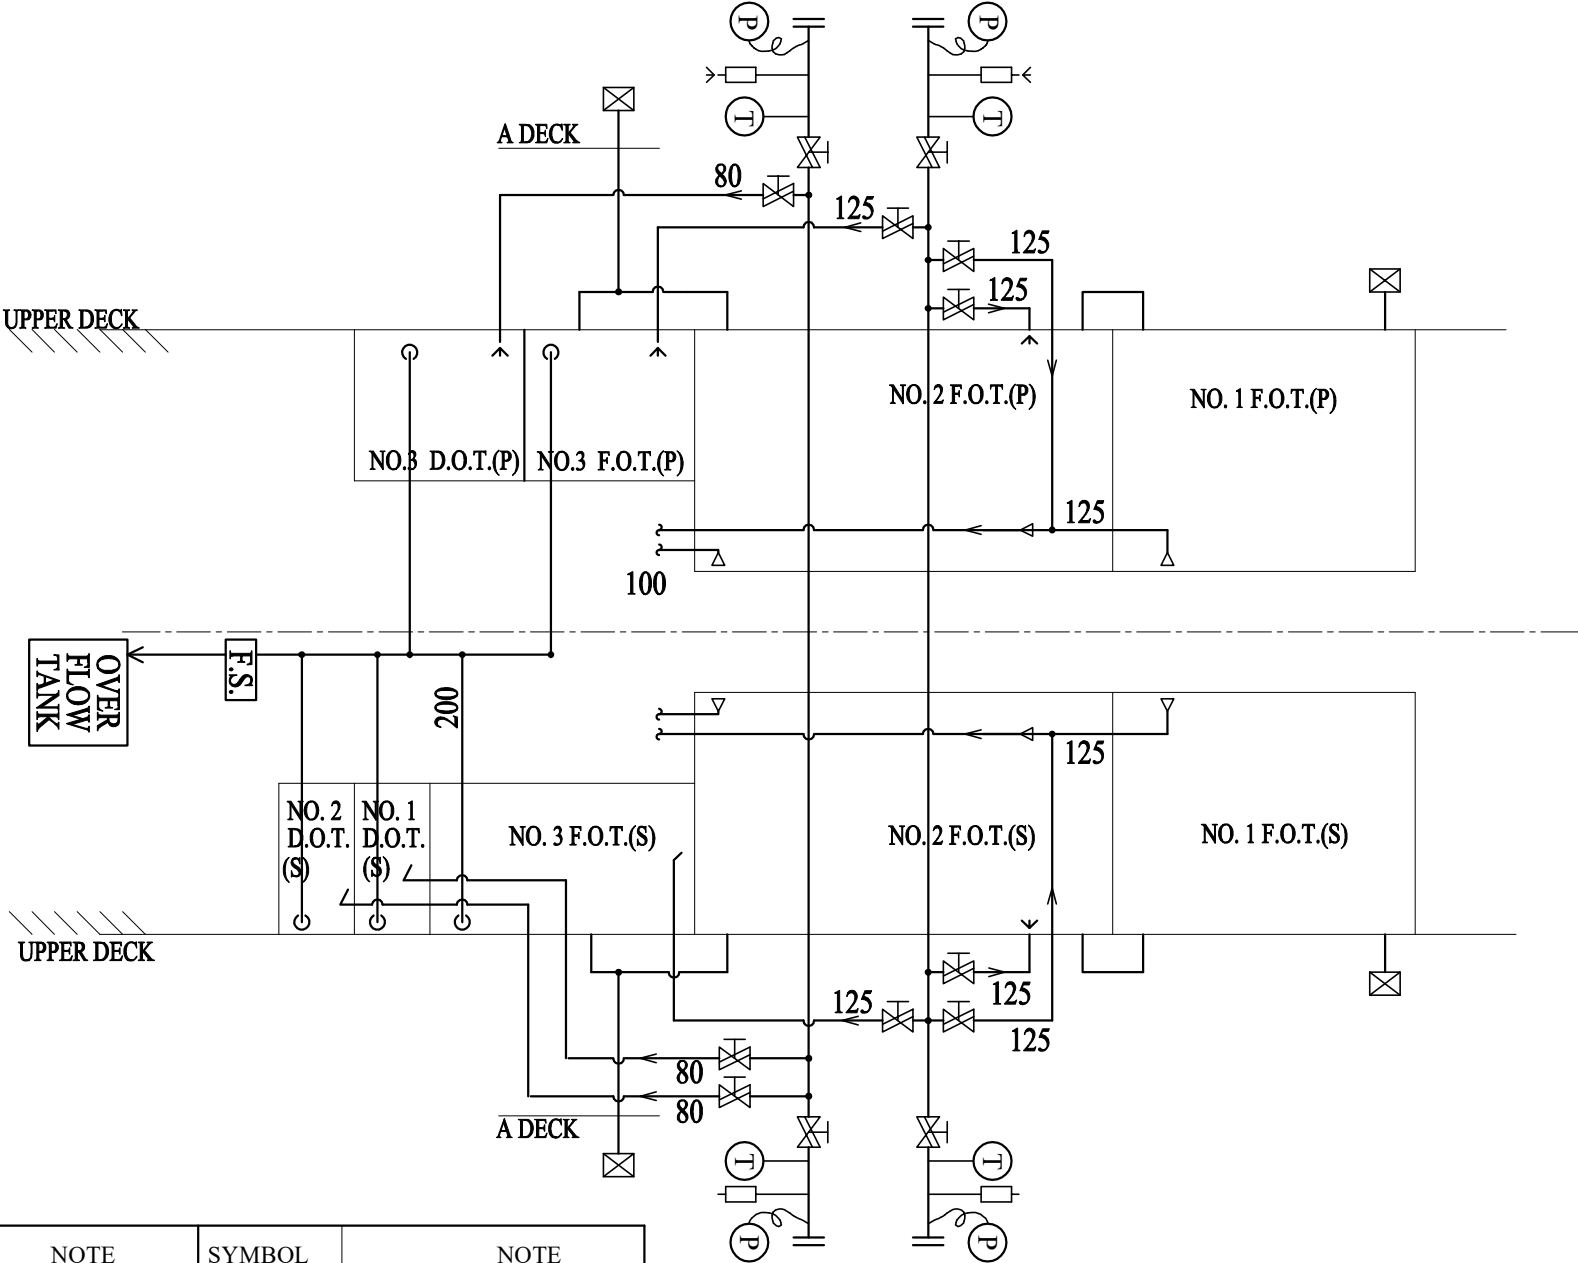 P
P
T
T
A DECK
80
125
125
125
UPPER DECK
NO. 2 F.O.T.(P)
NO. 1 F.O.T.(P)
NO.3 D.O.T.(P)
NO.3 F.O.T.(P)
125
100
OVER
FLOW
TANK
F.S.
200
125
NO. 2
D.O.T.
(S)
NO. 1
D.O.T.
(S)
NO. 3 F.O.T.(S)
NO. 2 F.O.T.(S)
NO. 1 F.O.T.(S)
UPPER DECK
125
125
125
80
80
A DECK
T
T
P
P
NOTE
SYMBOL
NOTE